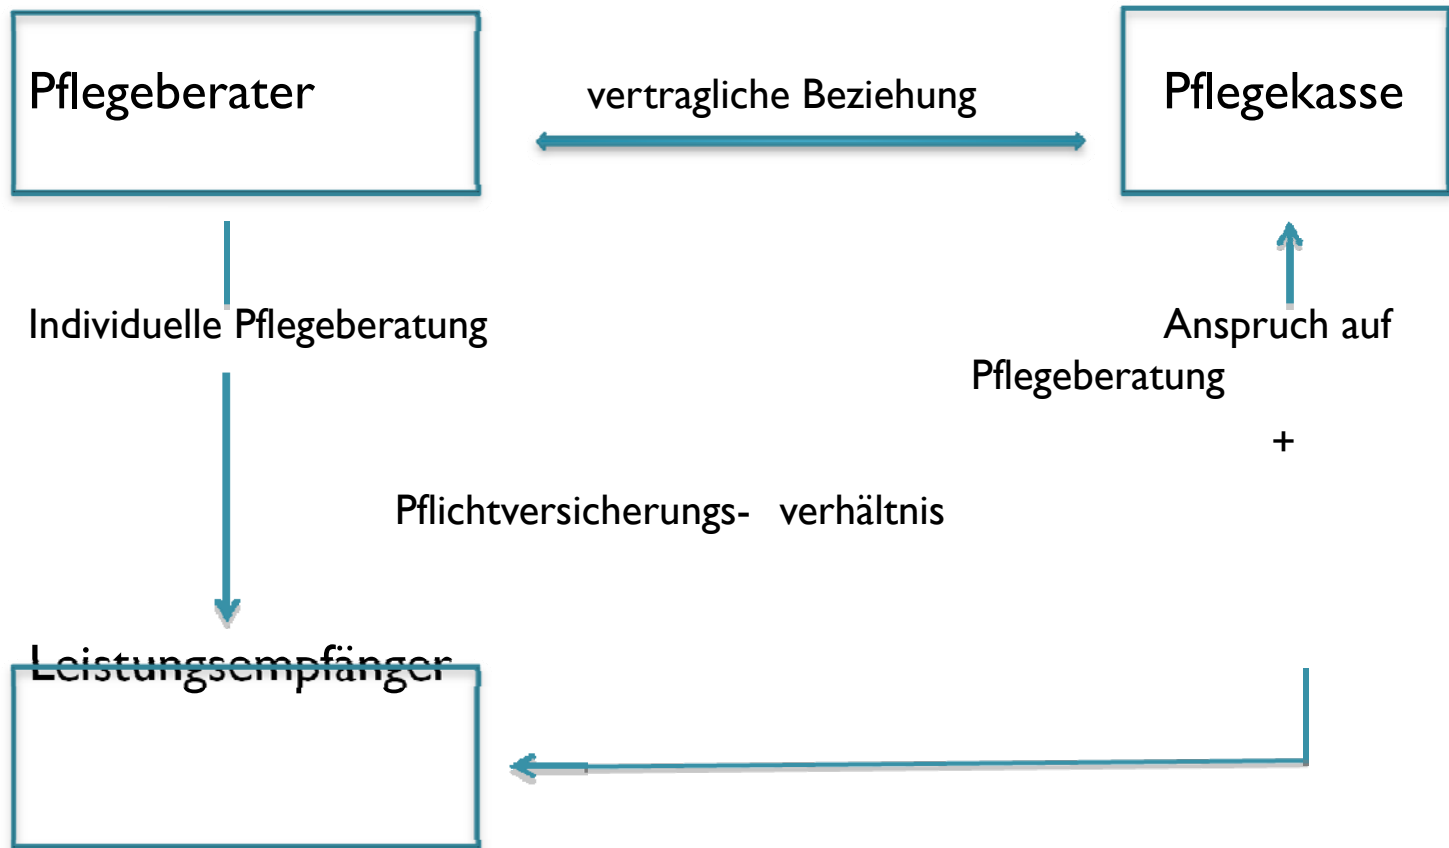 Pflegeberater
vertragliche Beziehung
Pflegekasse
Individuelle Pflegeberatung
Anspruch auf
Pflegeberatung
+
Pflichtversicherungs- verhältnis
Leistungsempfänger